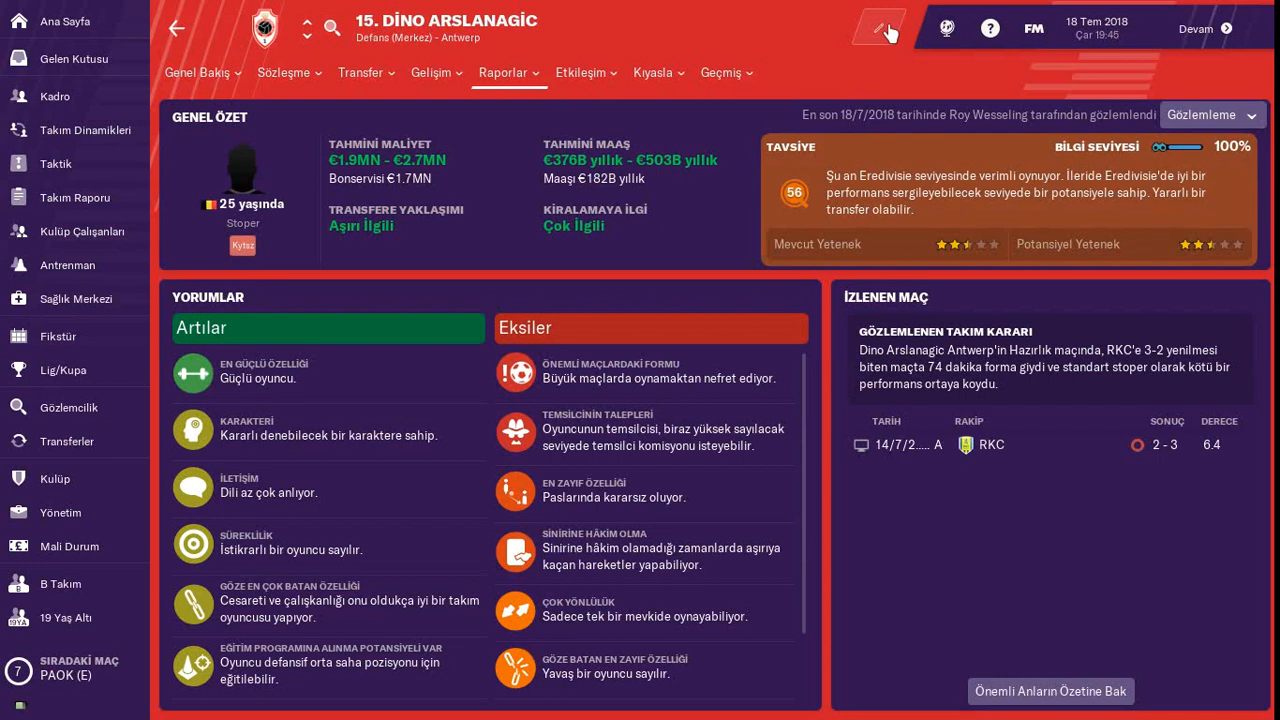 Ana Sayfa
Gelen Kutusu
Kadro
Takım Dinamikleri
Taktik
Takım Raporu
Kulüp Çalışanları
Antrenman
Sağlık Merkezi
Fikstür
Lig/Kupa
Gözlemcilik
Transferler
Kulüp
Yönetim
Mali Durum
B
B Takım
19YA
19 Yaş Altı
7
SIRADAKİ MAÇ
PAOK (E)
15. DİNO ARSLANAGİC
Defans (Merkez) - Antwerp
?
FM
18 Tem 2018
Çar 19:45
Devam
Genel Bakış
Sözleşme
Transfer
Gelişim
Raporlar
Etkileşim
Kıyasla
Geçmiş
GENEL ÖZET
En son 18/7/2018 tarihinde Roy Wesseling tarafından gözlemlendi
Gözlemleme
25 yaşında
Stoper
Kytsz
TAHMİNİ MALİYET
€1.9MN - €2.7MN
Bonservisi €1.7MN
TRANSFERE YAKLAŞIMI
Aşırı İlgili
TAHMİNİ MAAŞ
€376B yıllık - €503B yıllık
Maaşı €182B yıllık
KİRALAMAYA İLGİ
Çok İlgili
TAVSİYE
BİLGİ SEVİYESİ
100%
56
Şu an Eredivisie seviyesinde verimli oynuyor. İleride Eredivisie'de iyi bir
performans sergileyebilecek seviyede bir potansiyele sahip. Yararlı bir
transfer olabilir.
Mevcut Yetenek
Potansiyel Yetenek
YORUMLAR
Artılar
EN GÜÇLÜ ÖZELLİĞİ
Güçlü oyuncu.
KARAKTERİ
Kararlı denebilecek bir karaktere sahip.
İLETİŞİM
Dili az çok anlıyor.
SÜREKLİLİK
İstikrarlı bir oyuncu sayılır.
GÖZE EN ÇOK BATAN ÖZELLİĞİ
Cesareti ve çalışkanlığı onu oldukça iyi bir takım
oyuncusu yapıyor.
EĞİTİM PROGRAMINA ALINMA POTANSİYELİ VAR
Oyuncu defansif orta saha pozisyonu için
eğitilebilir.
Eksiler
ÖNEMLİ MAÇLARDAKİ FORMU
Büyük maçlarda oynamaktan nefret ediyor.
TEMSİLCİNİN TALEPLERİ
Oyuncunun temsilcisi, biraz yüksek sayılacak
seviyede temsilci komisyonu isteyebilir.
EN ZAYIF ÖZELLİĞİ
Paslarında kararsız oluyor.
SİNİRİNE HÂKİM OLMA
Sinirine hâkim olamadığı zamanlarda aşırıya
kaçan hareketler yapabiliyor.
ÇOK YÖNLÜLÜK
Sadece tek bir mevkide oynayabiliyor.
GÖZE BATAN EN ZAYIF ÖZELLİĞİ
Yavaş bir oyuncu sayılır.
İZLENEN MAÇ
GÖZLEMLENEN TAKIM KARARI
Dino Arslanagic Antwerp'in Hazırlık maçında, RKC'e 3-2 yenilmesi
biten maçta 74 dakika forma giydi ve standart stoper olarak kötü bir
performans ortaya koydu.
TARİH RAKİP SONUÇ DERECE
14/7/2..... A RKC 2 - 3 6.4
Önemli Anların Özetine Bak